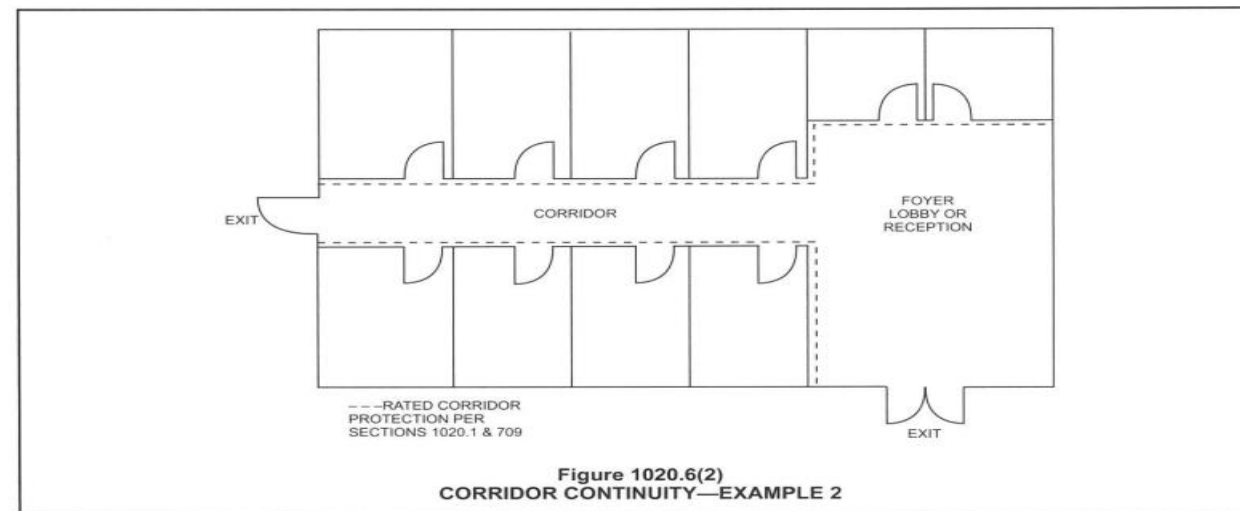 EXIT
CORRIDOR
FOYER
LOBBY OR
RECEPTION
- - -RATED CORRIDOR
PROTECTION PER
SECTIONS 1020.1 & 709
EXIT
Figure 1020.6(2)
CORRIDOR CONTINUITY—EXAMPLE 2